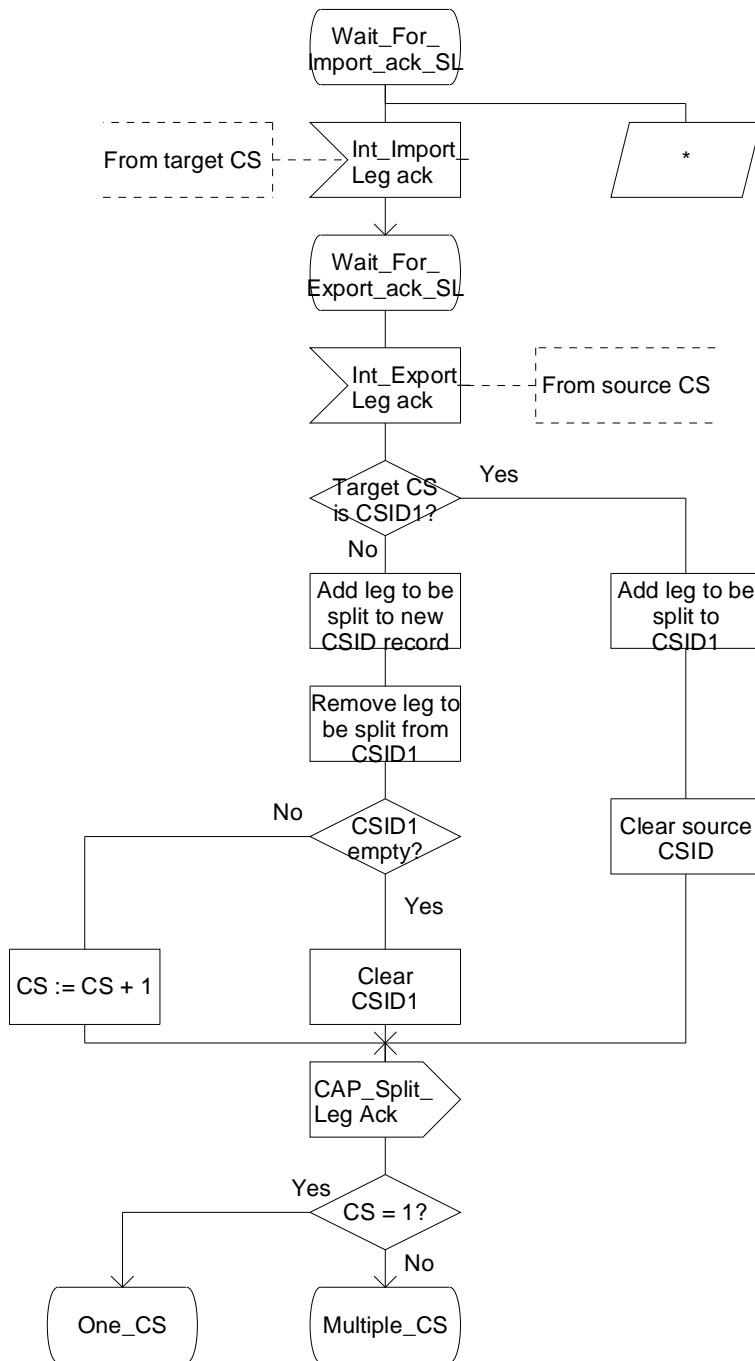 Wait_For_
Import_ack_SL
From target CS
Int_Import_
Leg ack
*
Wait_For_
Export_ack_SL
Int_Export_
Leg ack
From source CS
Target CS
is CSID1?
Yes
No
Add leg to be
split to new
CSID record
Add leg to be
split to
CSID1
Remove leg to
be split from
CSID1
No
CSID1
empty?
Clear source
CSID
Yes
CS := CS + 1
Clear
CSID1
CAP_Split_
Leg Ack
Yes
CS = 1?
No
One_CS
Multiple_CS